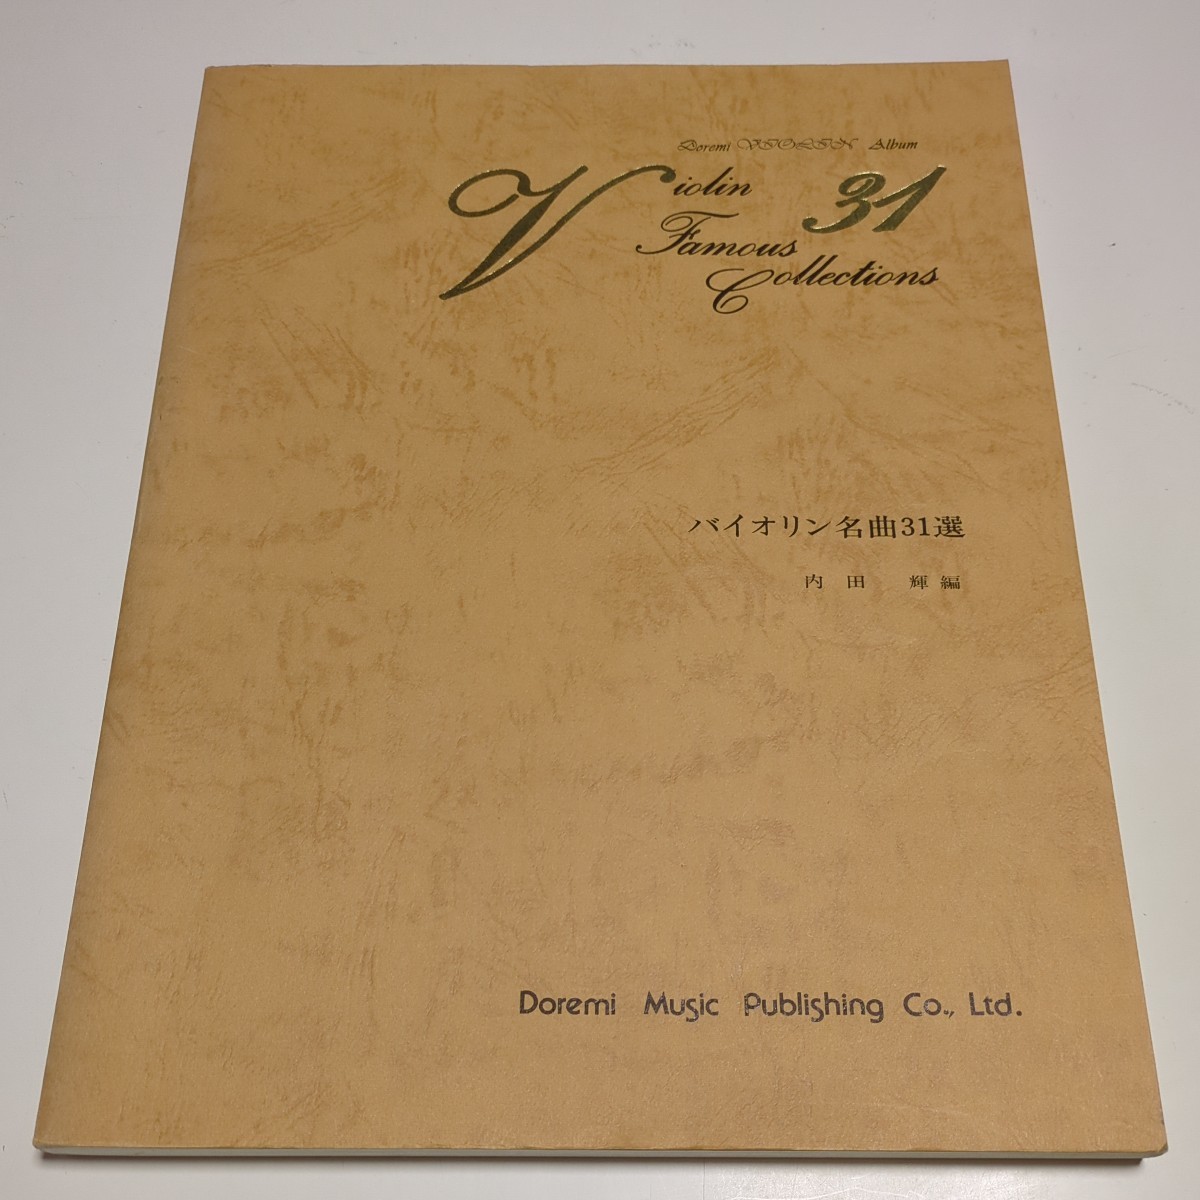 Doremi VIOLIN Album
Violin 31
Famous
Collections
バイオリン名曲31選
内田 輝 編
Doremi Music Publishing Co., Ltd.